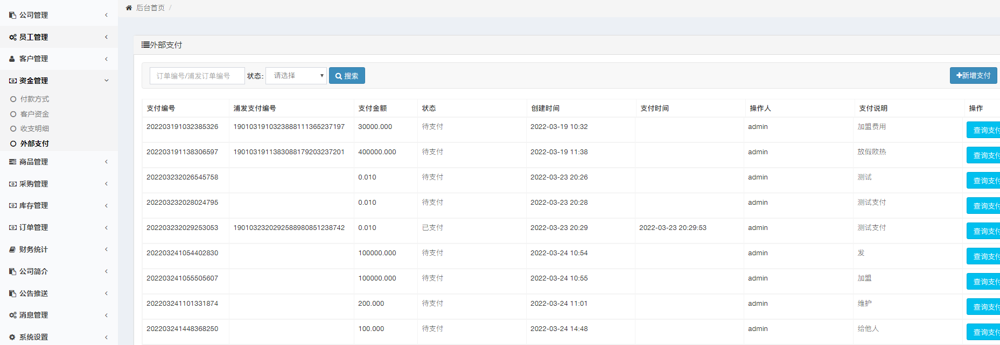 后台首页 /
公司管理
员工管理
客户管理
资金管理
付款方式
客户资金
收支明细
外部支付
商品管理
采购管理
库存管理
订单管理
财务统计
公司简介
公告推送
消息管理
系统设置
外部支付
订单编号/浦发订单编号 状态: 请选择 搜索 新增支付
支付编号 浦发支付编号 支付金额 状态 创建时间 支付时间 操作人 支付说明 操作
202203191032385326 1901031910323888111365237197 30000.000 待支付 2022-03-19 10:32 admin 加盟费用 查询支付
202203191138306597 1901031911383088179203237201 400000.000 待支付 2022-03-19 11:38 admin 放假欧热 查询支付
202203232026545758 0.010 待支付 2022-03-23 20:26 admin 测试 查询支付
202203232028024795 0.010 待支付 2022-03-23 20:28 admin 测试支付 查询支付
202203232029253053 1901032320292588980851238742 0.010 已支付 2022-03-23 20:29 2022-03-23 20:29:53 admin 测试支付 查询支付
202203241054402830 100000.000 待支付 2022-03-24 10:54 admin 发 查询支付
202203241055505607 100000.000 待支付 2022-03-24 10:55 admin 加盟 查询支付
202203241101331874 200.000 待支付 2022-03-24 11:01 admin 维护 查询支付
202203241448368250 100.000 待支付 2022-03-24 14:48 admin 给他人 查询支付